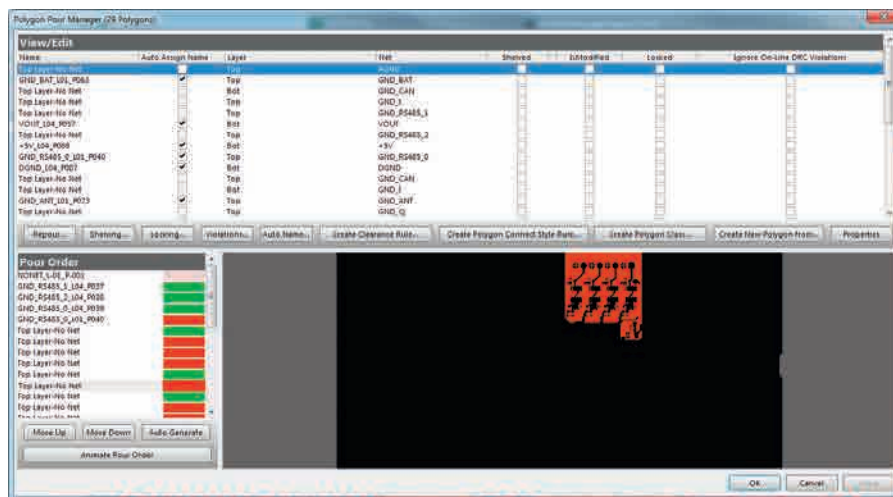 Polygon Pour Manager (29 Polygons)
View/Edit
Name Auto Assign Name Layer Net Shelved IsModified Locked Ignore On-Line DRC Violations
Top Layer-No Net Top AGND
GND_BAT_L01_P063 Top GND_BAT
Top Layer-No Net Bot GND_CAN
Top Layer-No Net Top GND_I
Top Layer-No Net Top GND_RS485_1
VOUT_L04_P057 Bot VOUT
Top Layer-No Net Top GND_RS485_2
+5V_L04_P088 Bot +5V
GND_RS485_0_L01_P040 Top GND_RS485_0
DGND_L04_P007 Bot DGND
Top Layer-No Net Top GND_CAN
Top Layer-No Net Bot GND_I
GND_ANT_L01_P073 Top GND_ANT
Top Layer-No Net Top GND_Q
Repour... Shelving... Locking... Violations... Auto Name... Create Clearance Rule... Create Polygon Connect Style Rule... Create Polygon Class... Create New Polygon from... Properties
Pour Order
NONET_L01_P.001
GND_RS485_1_L04_P037
GND_RS485_2_L04_P038
GND_RS485_0_L04_P039
GND_RS485_0_L01_P040
Top Layer-No Net
Top Layer-No Net
Top Layer-No Net
Top Layer-No Net
Top Layer-No Net
Top Layer-No Net
Top Layer-No Net
Top Layer-No Net
Top Layer-No Net
Move Up Move Down Auto Generate
Animate Pour Order
OK Cancel